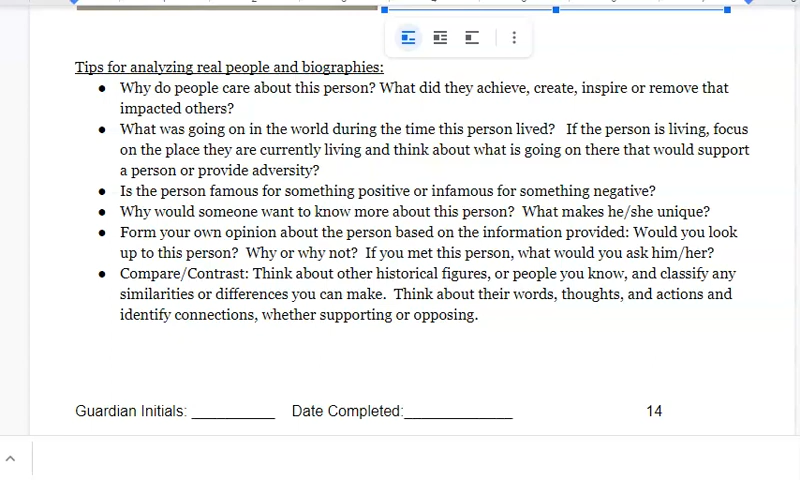 Tips for analyzing real people and biographies:
● Why do people care about this person? What did they achieve, create, inspire or remove that
impacted others?
● What was going on in the world during the time this person lived?  If the person is living, focus
on the place they are currently living and think about what is going on there that would support
a person or provide adversity?
● Is the person famous for something positive or infamous for something negative?
● Why would someone want to know more about this person?  What makes he/she unique?
● Form your own opinion about the person based on the information provided: Would you look
up to this person?  Why or why not?  If you met this person, what would you ask him/her?
● Compare/Contrast: Think about other historical figures, or people you know, and classify any
similarities or differences you can make.  Think about their words, thoughts, and actions and
identify connections, whether supporting or opposing.
Guardian Initials: __________ Date Completed:_____________ 14